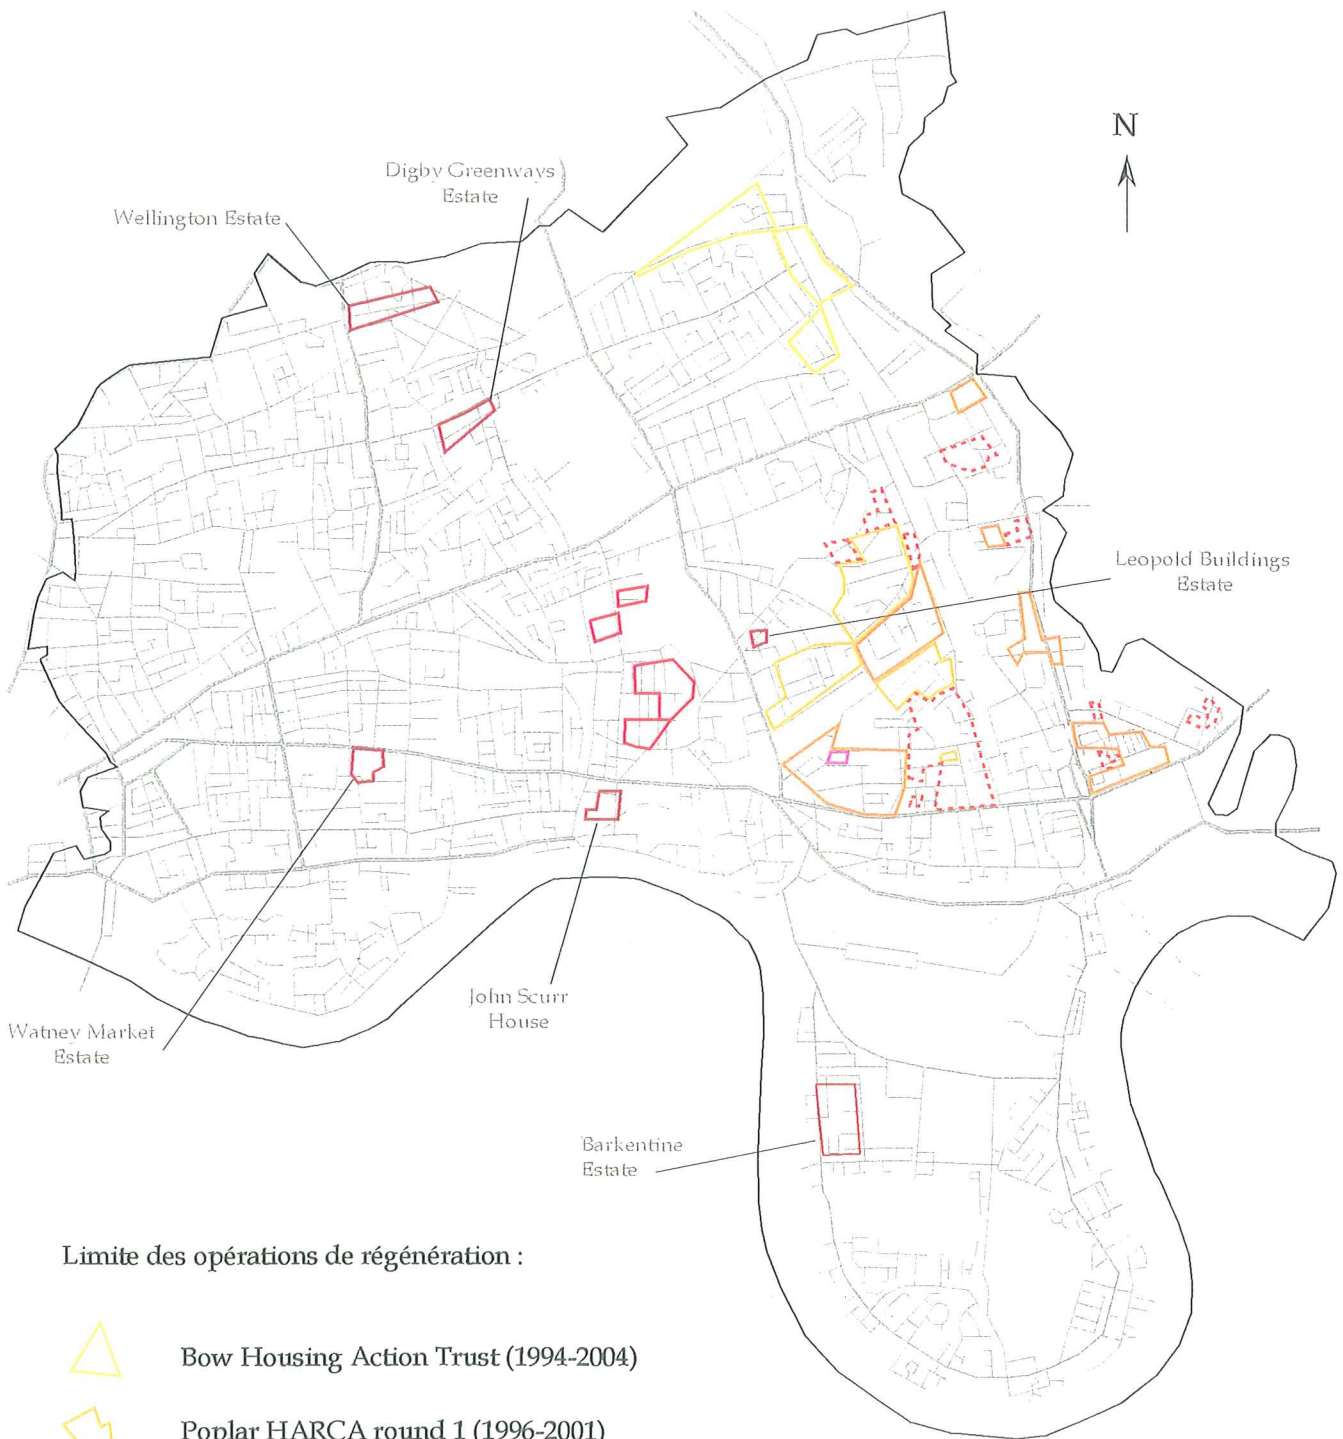 N
Digby Greenways
Estate
Wellington Estate
Leopold Buildings
Estate
John Scurr
House
Watney Market
Estate
Barkentine
Estate
Limite des opérations de régénération :
Bow Housing Action Trust (1994-2004)
Poplar HARCA round 1 (1996-2001)